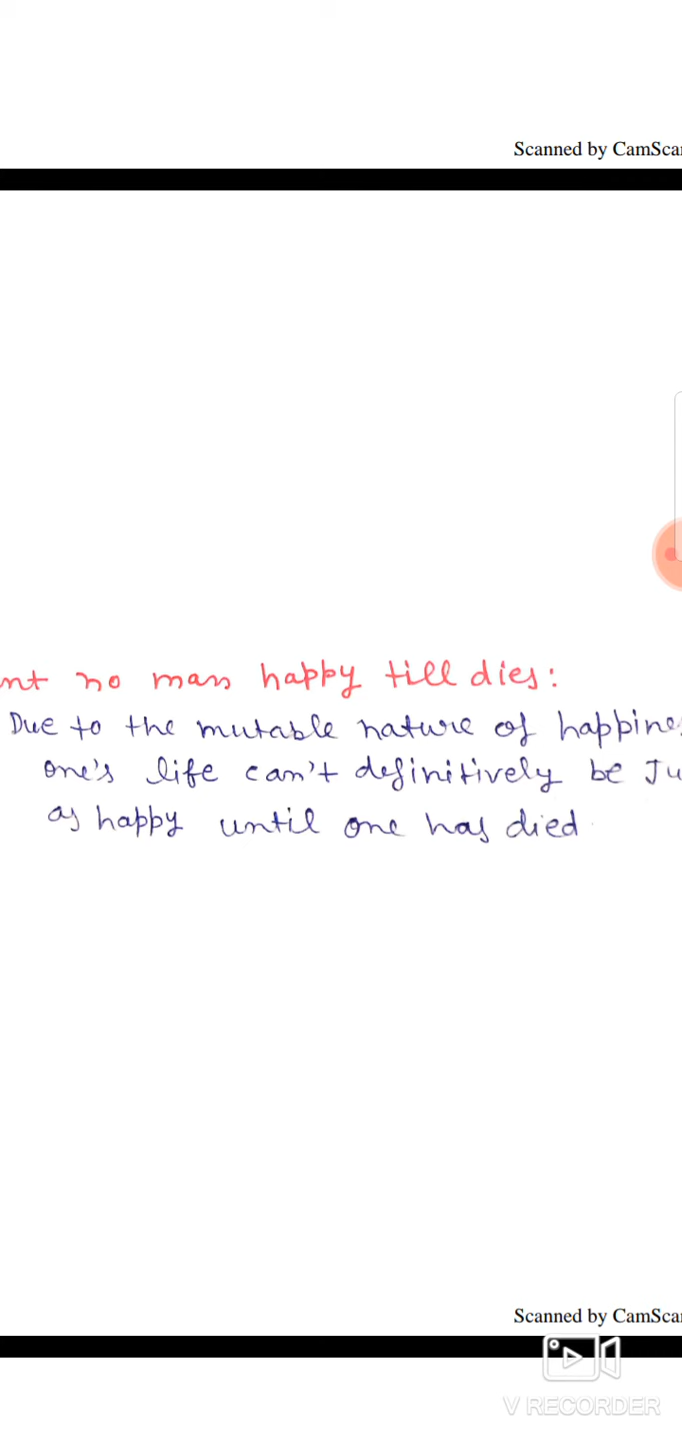 Scanned by CamScan
nt no man happy till dies:
Due to the mutable nature of happines
one's life can't definitively be Ju
as happy until one has died
Scanned by CamScan
V RECORDER